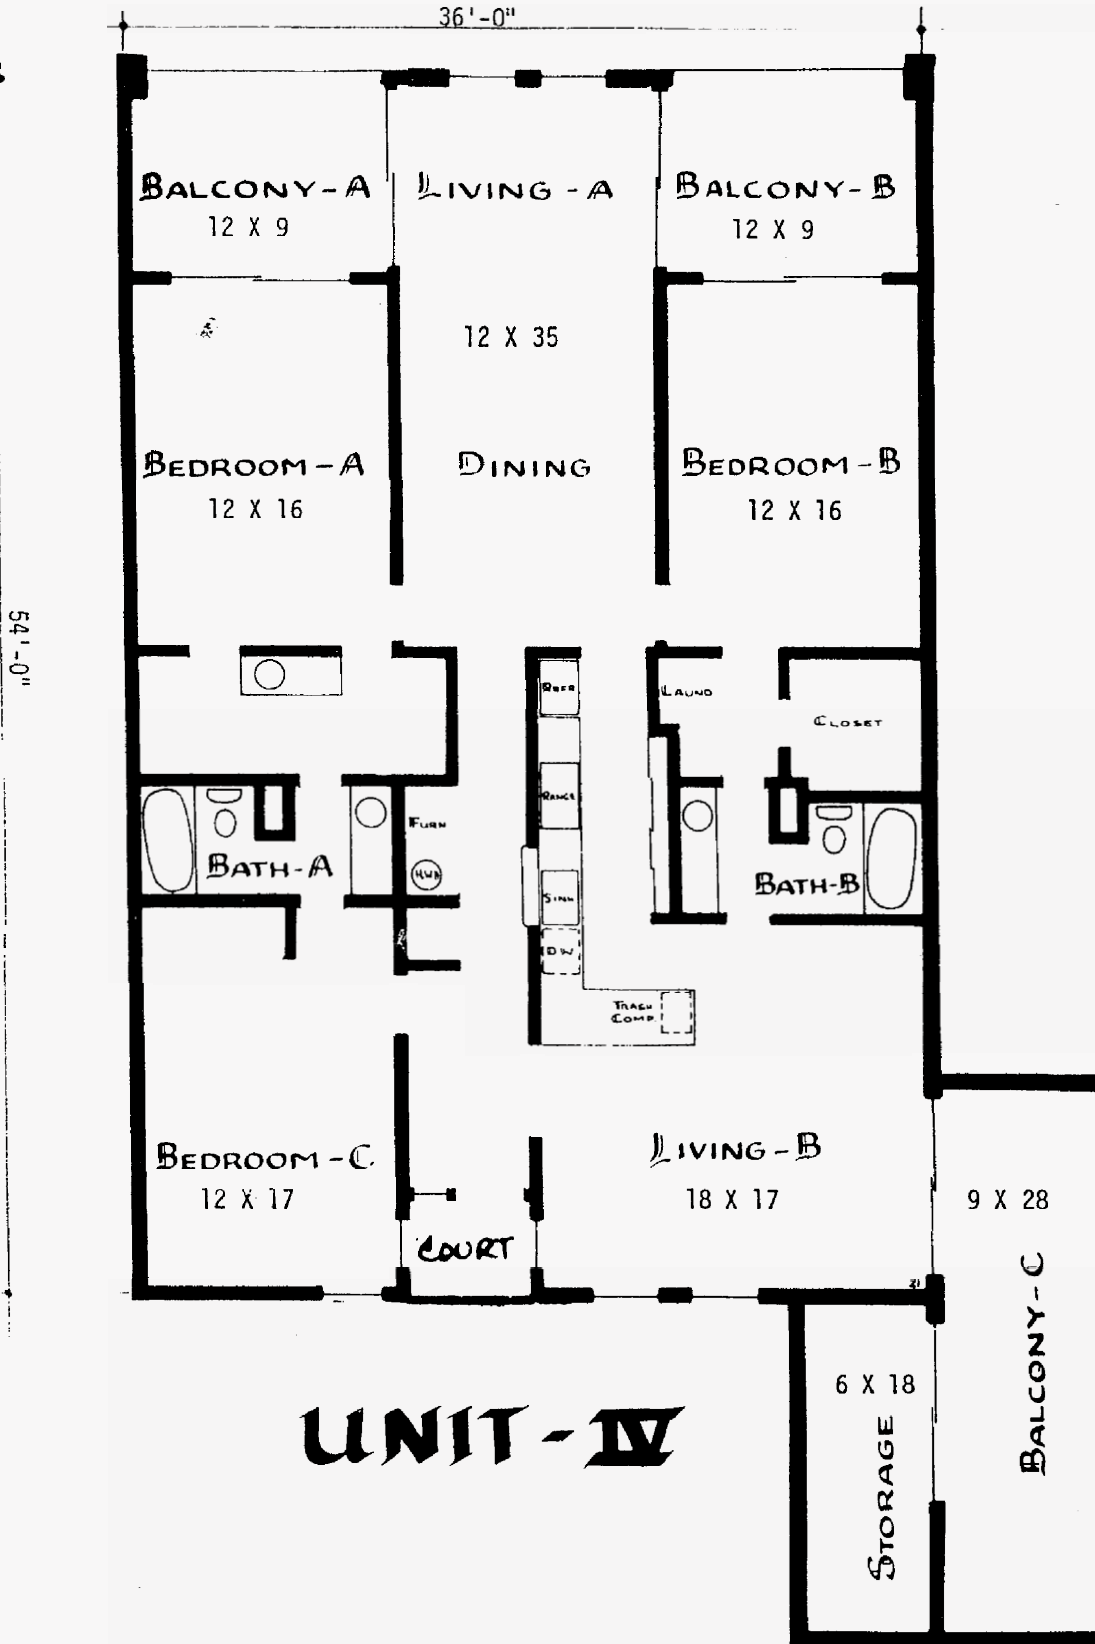 36'-0"
BALCONY-A
12 X 9
LIVING-A
BALCONY-B
12 X 9
12 X 35
BEDROOM-A
12 X 16
DINING
BEDROOM-B
12 X 16
54'-0"
REFR
LAUND
CLOSET
RANGE
FURN
HWH
BATH-A
SINK
BATH-B
DW
TRASH
COMP.
BEDROOM-C
12 X 17
LIVING-B
18 X 17
9 X 28
BALCONY-C
COURT
6 X 18
STORAGE
UNIT-IV